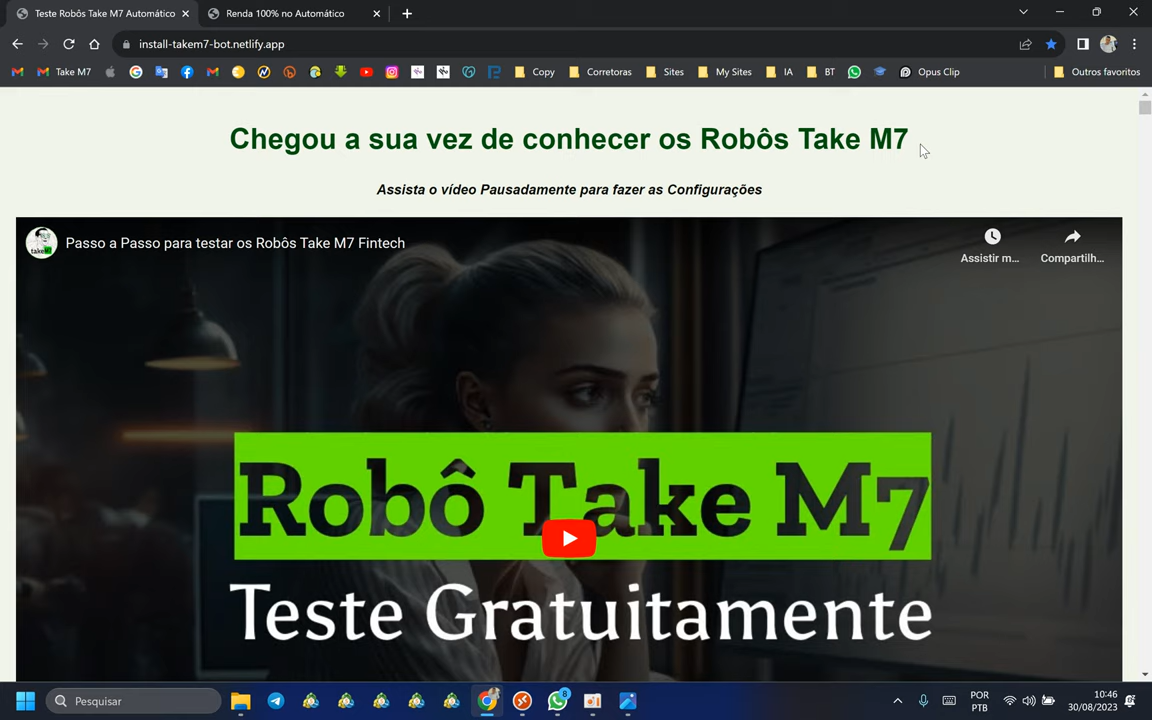 Teste Robôs Take M7 Automático
Renda 100% no Automático
install-takem7-bot.netlify.app
Take M7
Copy
Corretoras
Sites
My Sites
IA
BT
Opus Clip
Outros favoritos
Chegou a sua vez de conhecer os Robôs Take M7
Assista o vídeo Pausadamente para fazer as Configurações
Passo a Passo para testar os Robôs Take M7 Fintech
Assistir m...
Compartilh...
Robô Take M7
Teste Gratuitamente
Pesquisar
8
POR
PTB
10:46
30/08/2023